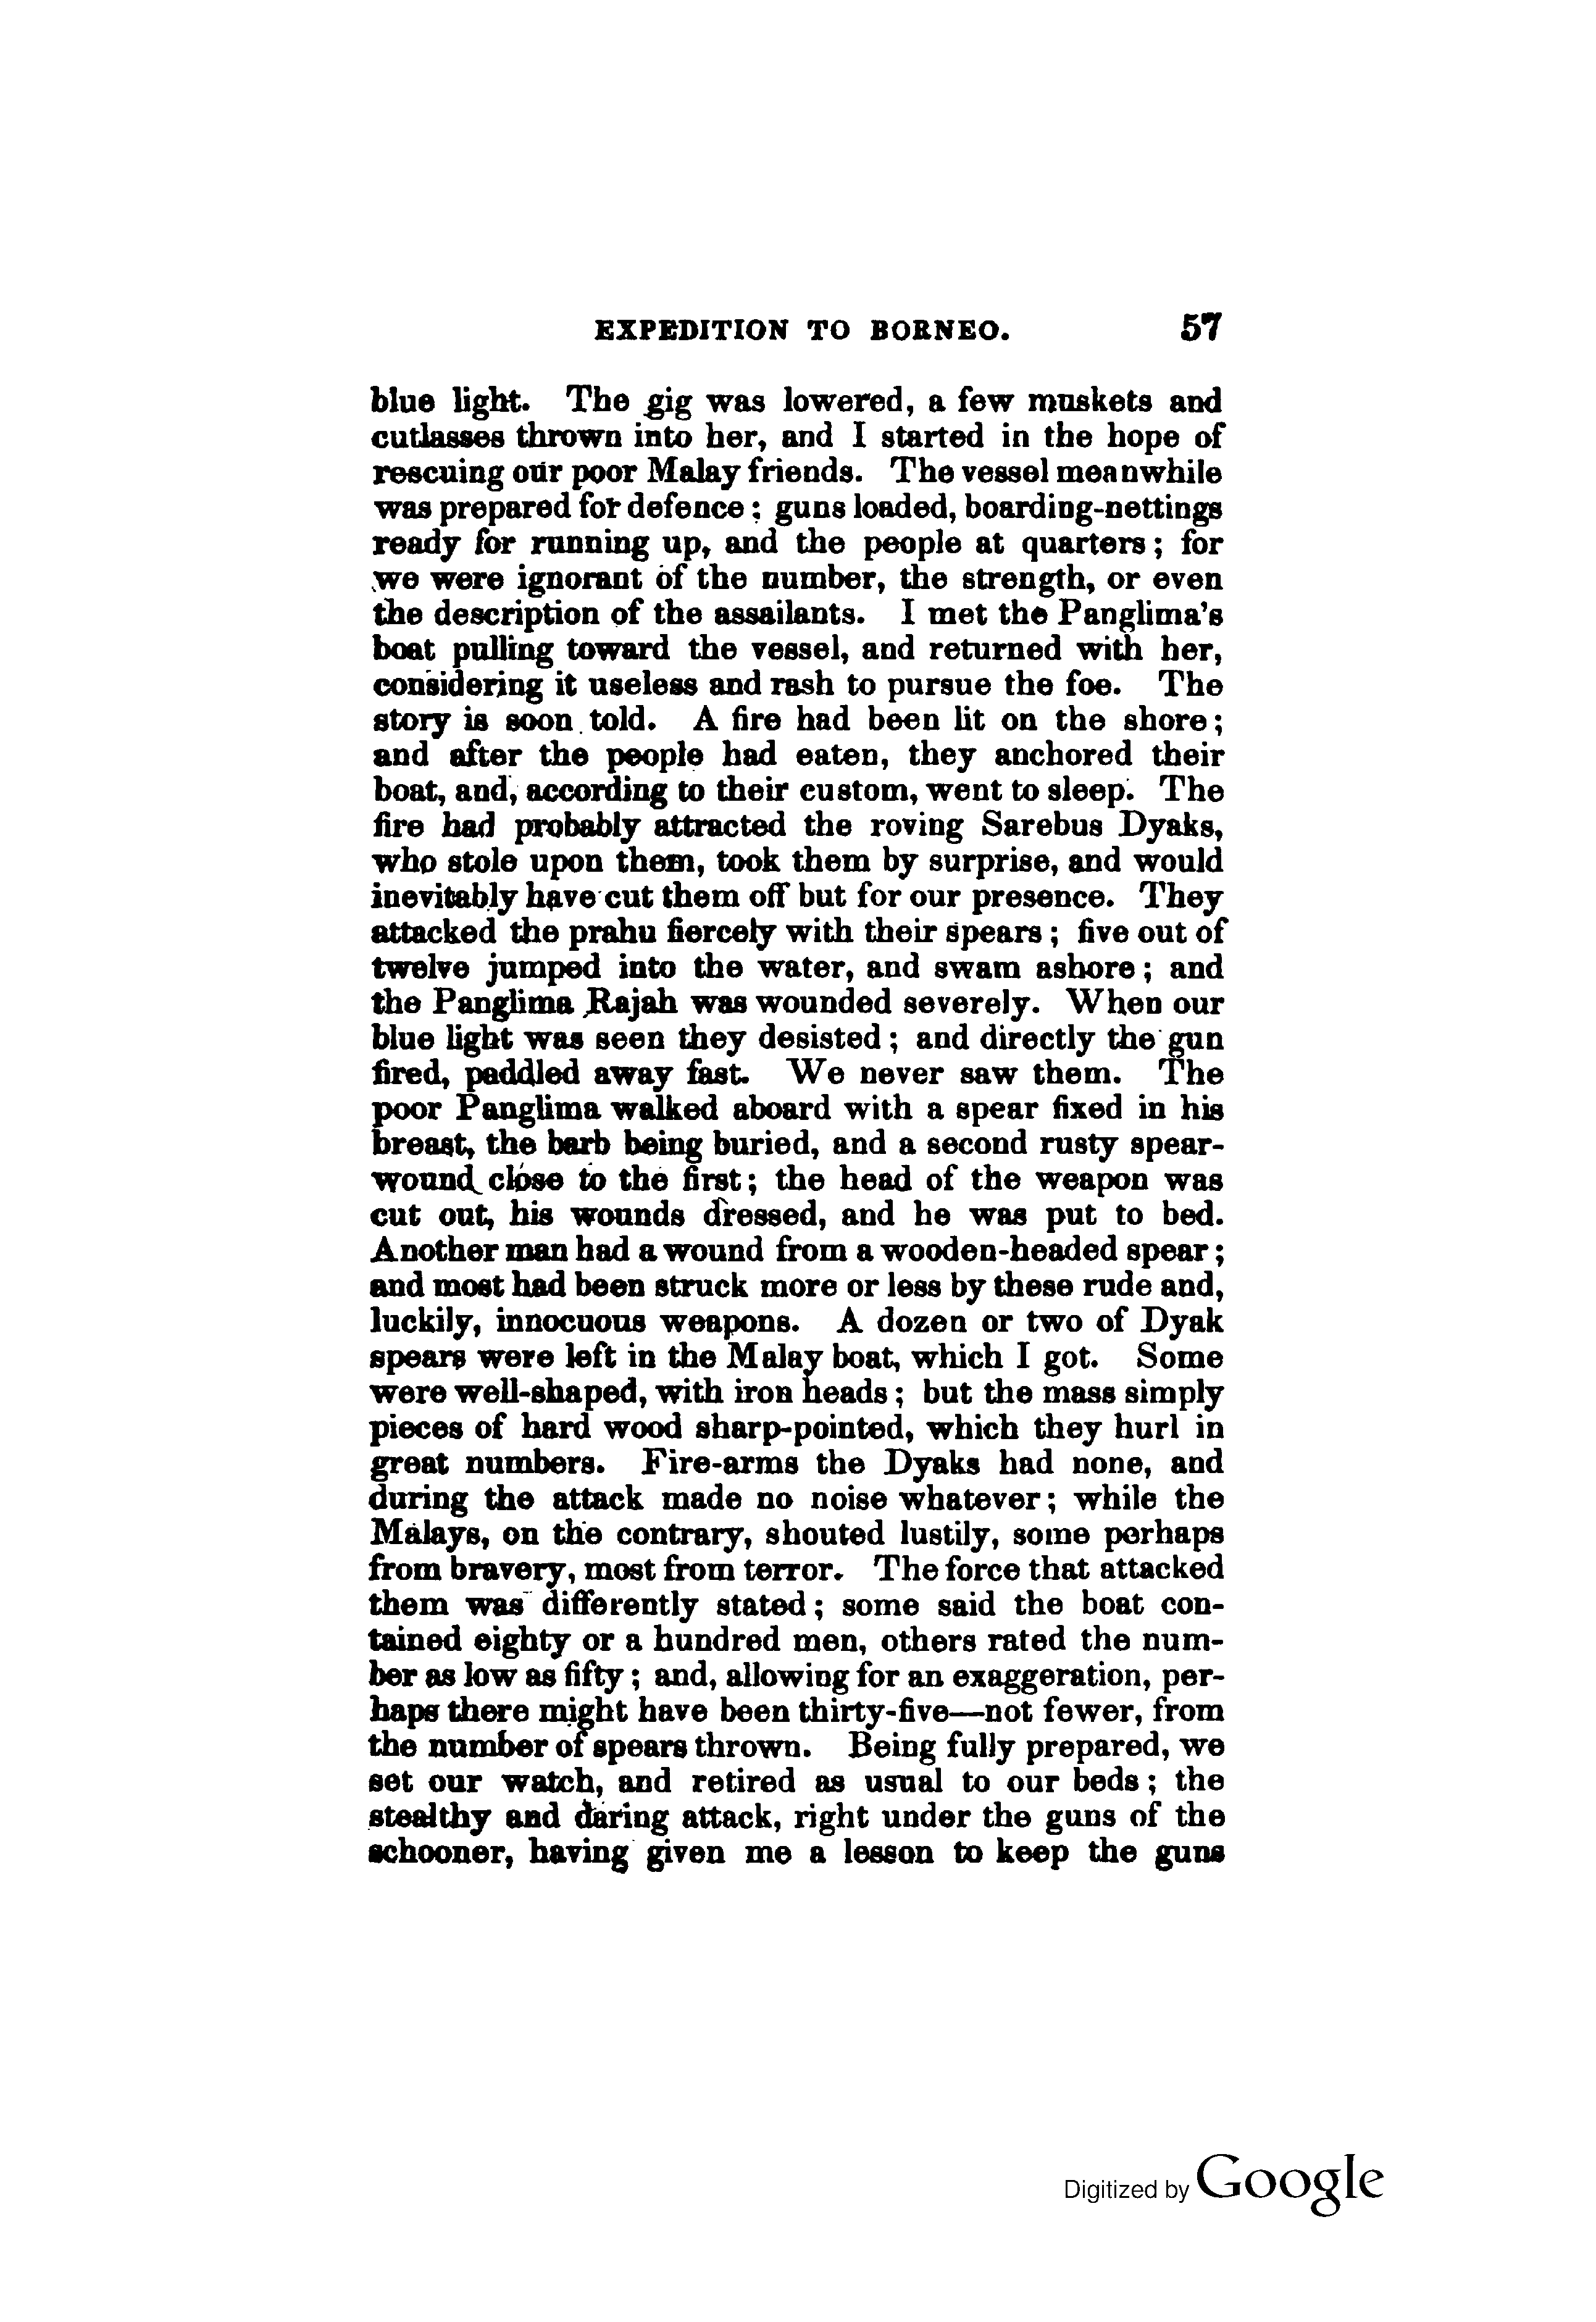 EXPEDITION TO BORNEO. 57
blue light. The gig was lowered, a few muskets and
cutlasses thrown into her, and I started in the hope of
rescuing our poor Malay friends. The vessel meanwhile
was prepared for defence; guns loaded, boarding-nettings
ready for running up, and the people at quarters; for
we were ignorant of the number, the strength, or even
the description of the assailants. I met the Panglima's
boat pulling toward the vessel, and returned with her,
considering it useless and rash to pursue the foe. The
story is soon told. A fire had been lit on the shore;
and after the people had eaten, they anchored their
boat, and, according to their custom, went to sleep. The
fire had probably attracted the roving Sarebus Dyaks,
who stole upon them, took them by surprise, and would
inevitably have cut them off but for our presence. They
attacked the prahu fiercely with their spears; five out of
twelve jumped into the water, and swam ashore; and
the Panglima Rajah was wounded severely. When our
blue light was seen they desisted; and directly the gun
fired, paddled away fast. We never saw them. The
poor Panglima walked aboard with a spear fixed in his
breast, the barb being buried, and a second rusty spear-
wound close to the first; the head of the weapon was
cut out, his wounds dressed, and he was put to bed.
Another man had a wound from a wooden-headed spear;
and most had been struck more or less by these rude and,
luckily, innocuous weapons. A dozen or two of Dyak
spears were left in the Malay boat, which I got. Some
were well-shaped, with iron heads; but the mass simply
pieces of hard wood sharp-pointed, which they hurl in
great numbers. Fire-arms the Dyaks had none, and
during the attack made no noise whatever; while the
Malays, on the contrary, shouted lustily, some perhaps
from bravery, most from terror. The force that attacked
them was differently stated; some said the boat con-
tained eighty or a hundred men, others rated the num-
ber as low as fifty; and, allowing for an exaggeration, per-
haps there might have been thirty-five—not fewer, from
the number of spears thrown. Being fully prepared, we
set our watch, and retired as usual to our beds; the
stealthy and daring attack, right under the guns of the
schooner, having given me a lesson to keep the guns
Digitized by Google